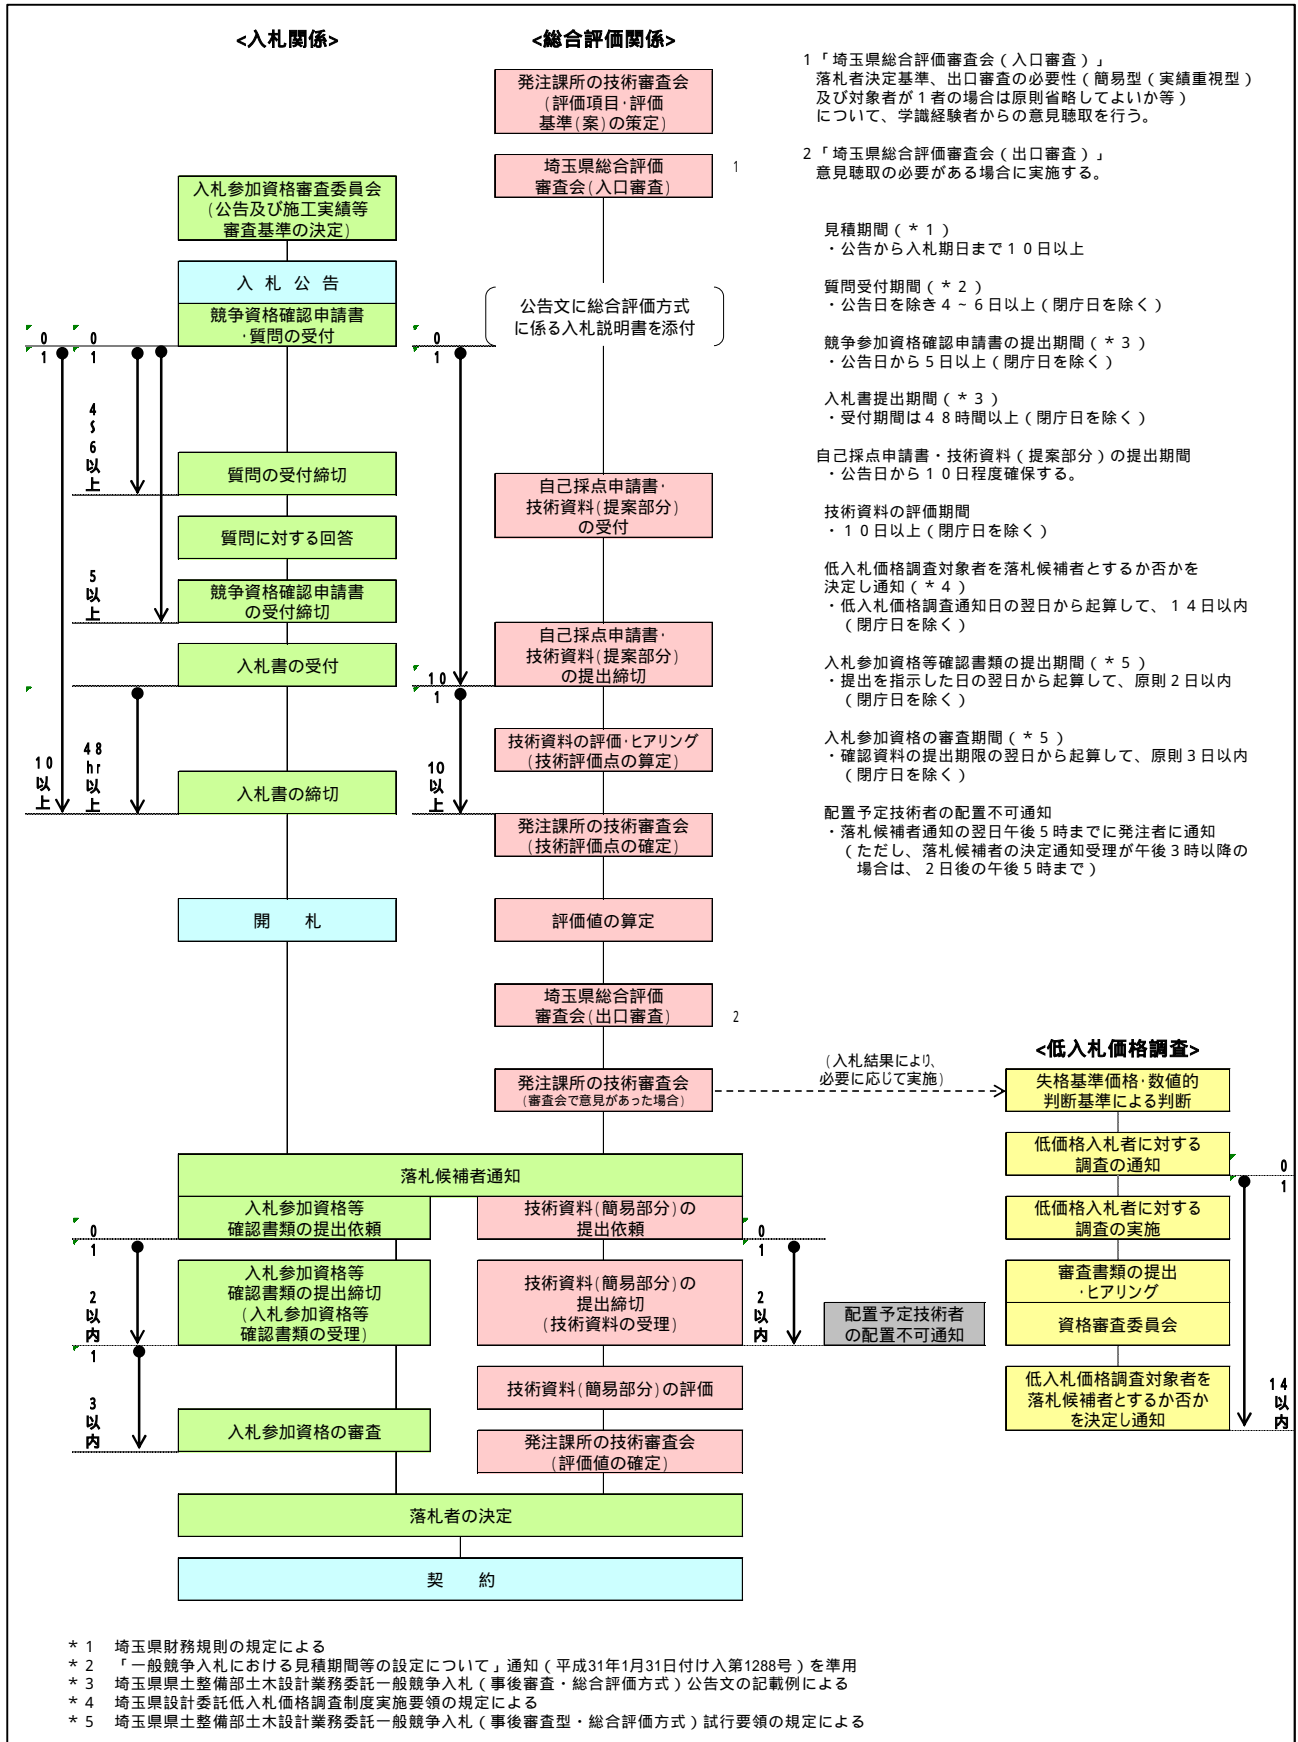 <入札関係>
<総合評価関係>
発注課所の技術審査会
(評価項目･評価
基準(案)の策定)
埼玉県総合評価
審査会(入口審査)
1
入札参加資格審査委員会
(公告及び施工実績等
審査基準の決定)
入 札 公 告
競争資格確認申請書
･質問の受付
公告文に総合評価方式
に係る入札説明書を添付
0
1
0
1
0
1
4
~
6
以
上
質問の受付締切
自己採点申請書･
技術資料(提案部分)
の受付
質問に対する回答
5
以
上
競争資格確認申請書
の受付締切
自己採点申請書･
技術資料(提案部分)
の提出締切
入札書の受付
10
1
技術資料の評価･ヒアリング
(技術評価点の算定)
10
以
上
48
hr
以
上
入札書の締切
10
以
上
発注課所の技術審査会
(技術評価点の確定)
開　札
評価値の算定
埼玉県総合評価
審査会(出口審査)
2
発注課所の技術審査会
(審査会で意見があった場合)
(入札結果により、
必要に応じて実施)
<低入札価格調査>
失格基準価格･数値的
判断基準による判断
低価格入札者に対する
調査の通知
0
1
低価格入札者に対する
調査の実施
審査書類の提出
･ヒアリング
資格審査委員会
低入札価格調査対象者を
落札候補者とするか否か
を決定し通知
14
以
内
落札候補者通知
入札参加資格等
確認書類の提出依頼
技術資料(簡易部分)の
提出依頼
0
1
0
1
入札参加資格等
確認書類の提出締切
(入札参加資格等
確認書類の受理)
技術資料(簡易部分)の
提出締切
(技術資料の受理)
2
以
内
2
以
内
配置予定技術者
の配置不可通知
1
技術資料(簡易部分)の評価
3
以
内
入札参加資格の審査
発注課所の技術審査会
(評価値の確定)
落札者の決定
契　約
1「埼玉県総合評価審査会(入口審査)」
落札者決定基準、出口審査の必要性(簡易型(実績重視型)
及び対象者が1者の場合は原則省略してよいか等)
について、学識経験者からの意見聴取を行う。
2「埼玉県総合評価審査会(出口審査)」
意見聴取の必要がある場合に実施する。
見積期間(*1)
・公告から入札期日まで10日以上
質問受付期間(*2)
・公告日を除き4~6日以上(閉庁日を除く)
競争参加資格確認申請書の提出期間(*3)
・公告日から5日以上(閉庁日を除く)
入札書提出期間(*3)
・受付期間は48時間以上(閉庁日を除く)
自己採点申請書・技術資料(提案部分)の提出期間
・公告日から10日程度確保する。
技術資料の評価期間
・10日以上(閉庁日を除く)
低入札価格調査対象者を落札候補者とするか否かを
決定し通知(*4)
・低入札価格調査通知日の翌日から起算して、14日以内
(閉庁日を除く)
入札参加資格等確認書類の提出期間(*5)
・提出を指示した日の翌日から起算して、原則2日以内
(閉庁日を除く)
入札参加資格の審査期間(*5)
・確認資料の提出期限の翌日から起算して、原則3日以内
(閉庁日を除く)
配置予定技術者の配置不可通知
・落札候補者通知の翌日午後5時までに発注者に通知
(ただし、落札候補者の決定通知受理が午後3時以降の
場合は、2日後の午後5時まで)
*1　埼玉県財務規則の規定による
*2　「一般競争入札における見積期間等の設定について」通知(平成31年1月31日付け入第1288号)を準用
*3　埼玉県県土整備部土木設計業務委託一般競争入札(事後審査・総合評価方式)公告文の記載例による
*4　埼玉県設計委託低入札価格調査制度実施要領の規定による
*5　埼玉県県土整備部土木設計業務委託一般競争入札(事後審査型・総合評価方式)試行要領の規定による